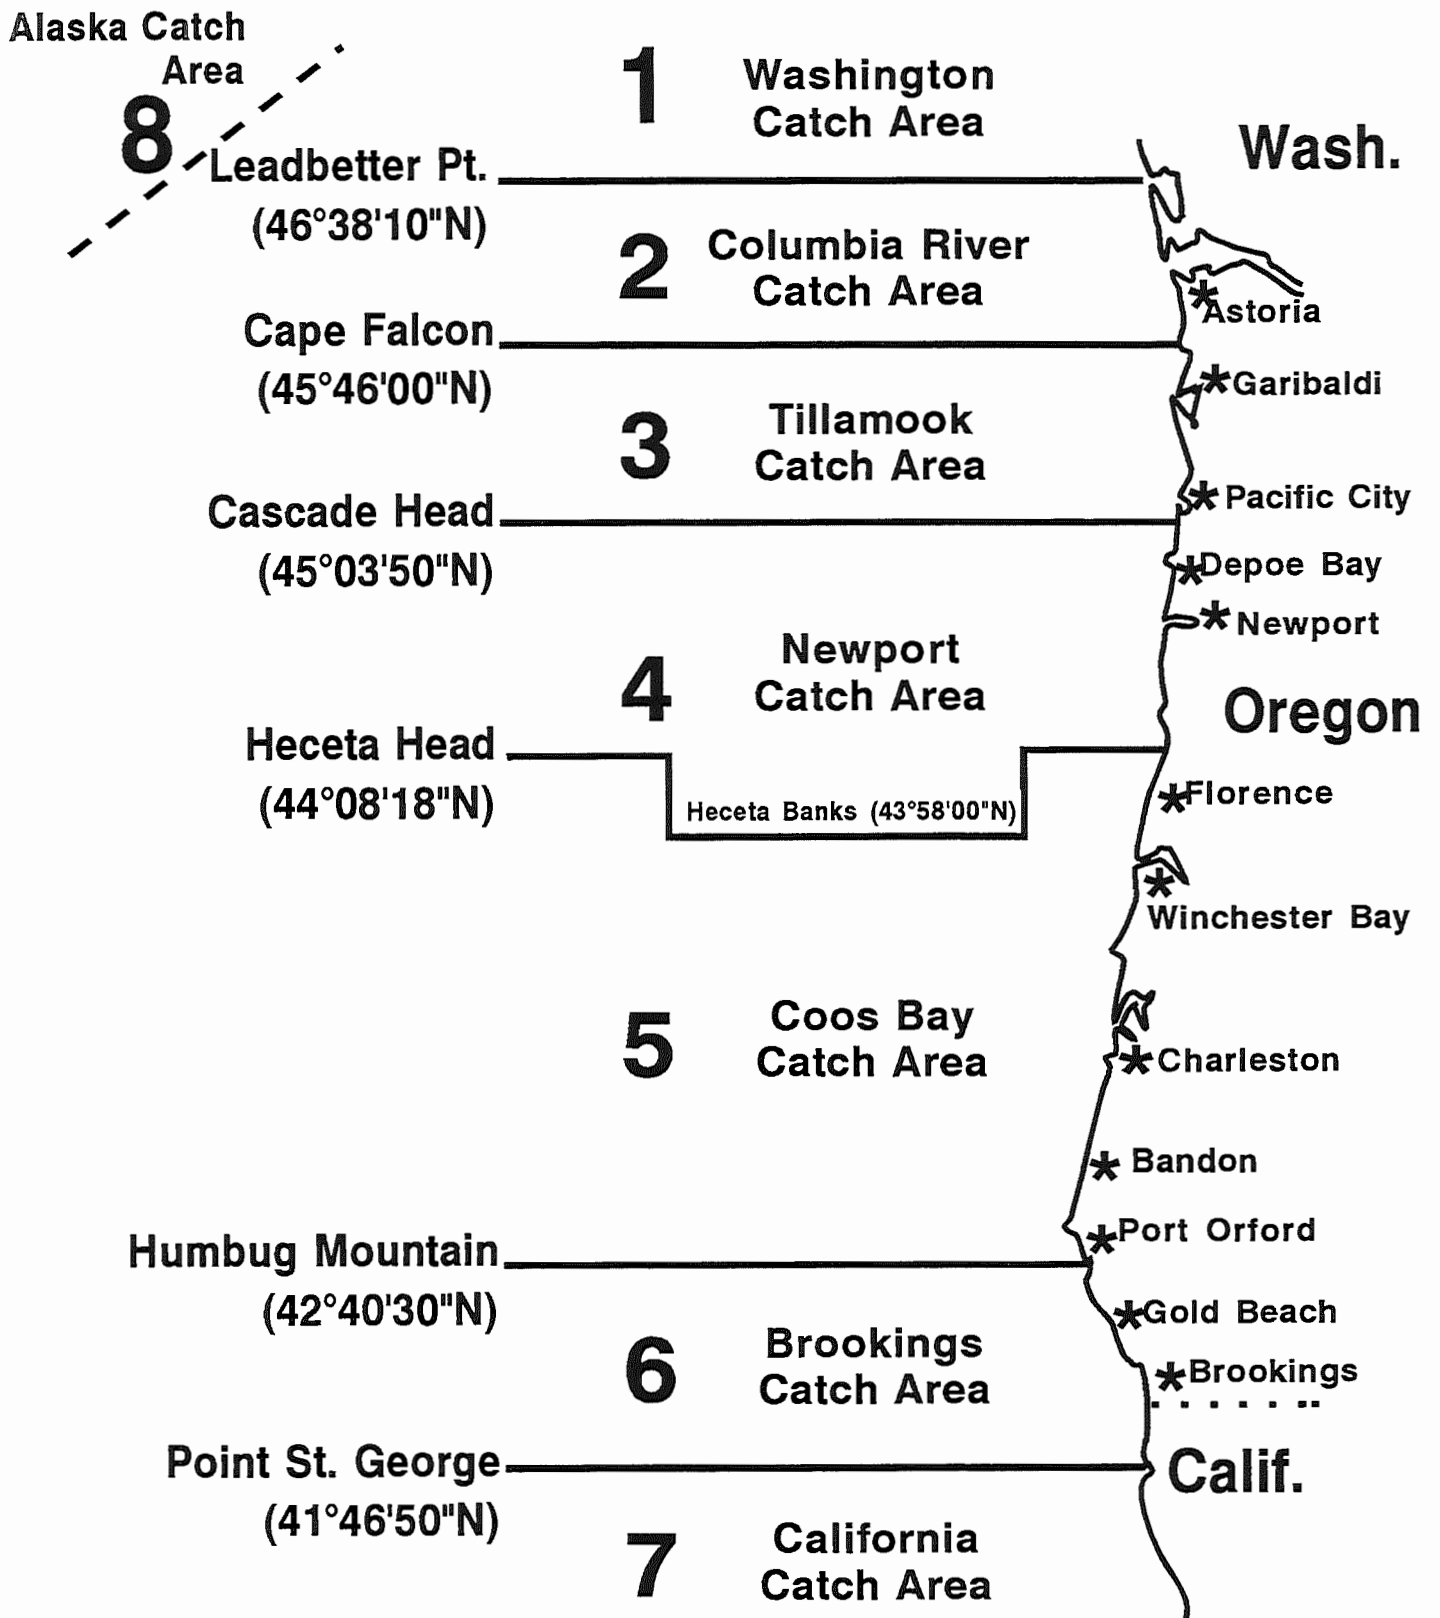 Alaska Catch
Area
8
1
Washington
Catch Area
Wash.
Leadbetter Pt.
(46°38'10"N)
2
Columbia River
Catch Area
Astoria
Cape Falcon
(45°46'00"N)
Garibaldi
3
Tillamook
Catch Area
Pacific City
Cascade Head
(45°03'50"N)
Depoe Bay
Newport
4
Newport
Catch Area
Oregon
Heceta Head
(44°08'18"N)
Heceta Banks (43°58'00"N)
Florence
Winchester Bay
5
Coos Bay
Catch Area
Charleston
Bandon
Port Orford
Humbug Mountain
(42°40'30"N)
Gold Beach
6
Brookings
Catch Area
Brookings
Point St. George
(41°46'50"N)
Calif.
7
California
Catch Area